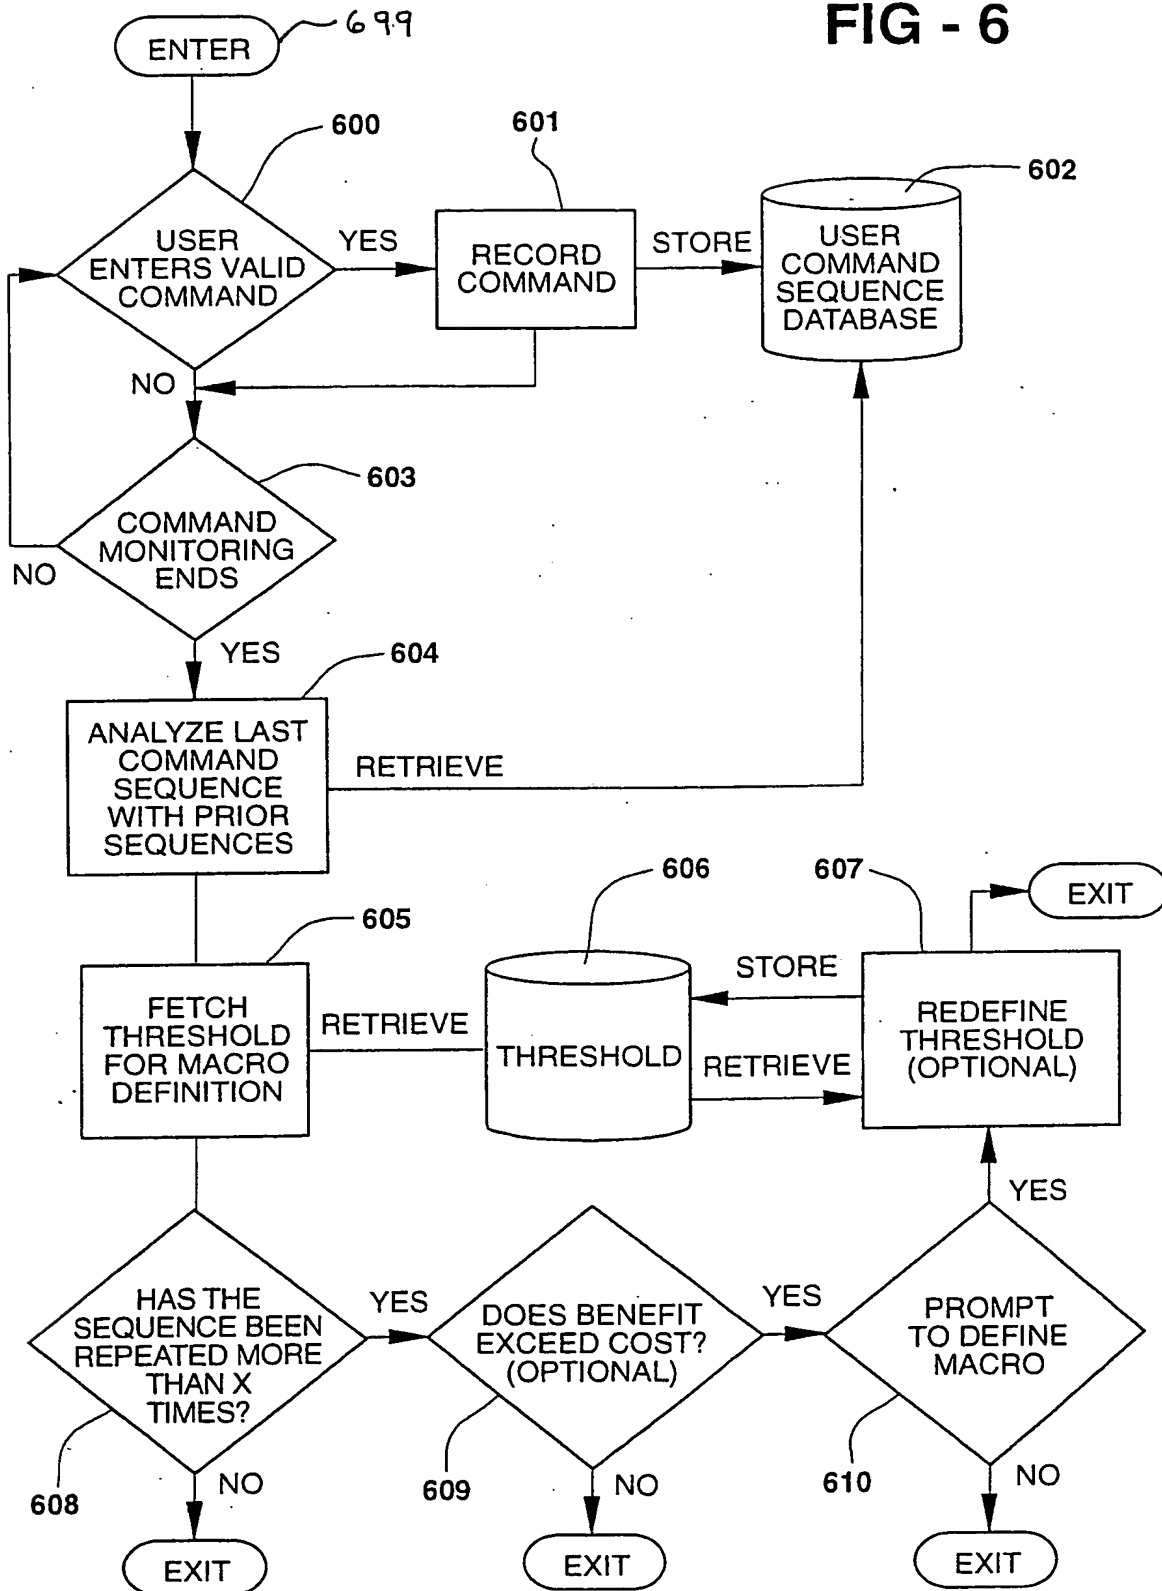 FIG - 6
ENTER
699
600
601
602
USER
ENTERS VALID
COMMAND
YES
RECORD
COMMAND
STORE
USER
COMMAND
SEQUENCE
DATABASE
NO
603
COMMAND
MONITORING
ENDS
NO
YES
604
ANALYZE LAST
COMMAND
SEQUENCE
WITH PRIOR
SEQUENCES
RETRIEVE
605
606
607
EXIT
FETCH
THRESHOLD
FOR MACRO
DEFINITION
RETRIEVE
THRESHOLD
STORE
RETRIEVE
REDEFINE
THRESHOLD
(OPTIONAL)
YES
HAS THE
SEQUENCE BEEN
REPEATED MORE
THAN X
TIMES?
YES
DOES BENEFIT
EXCEED COST?
(OPTIONAL)
YES
PROMPT
TO DEFINE
MACRO
608
NO
609
NO
610
NO
EXIT
EXIT
EXIT